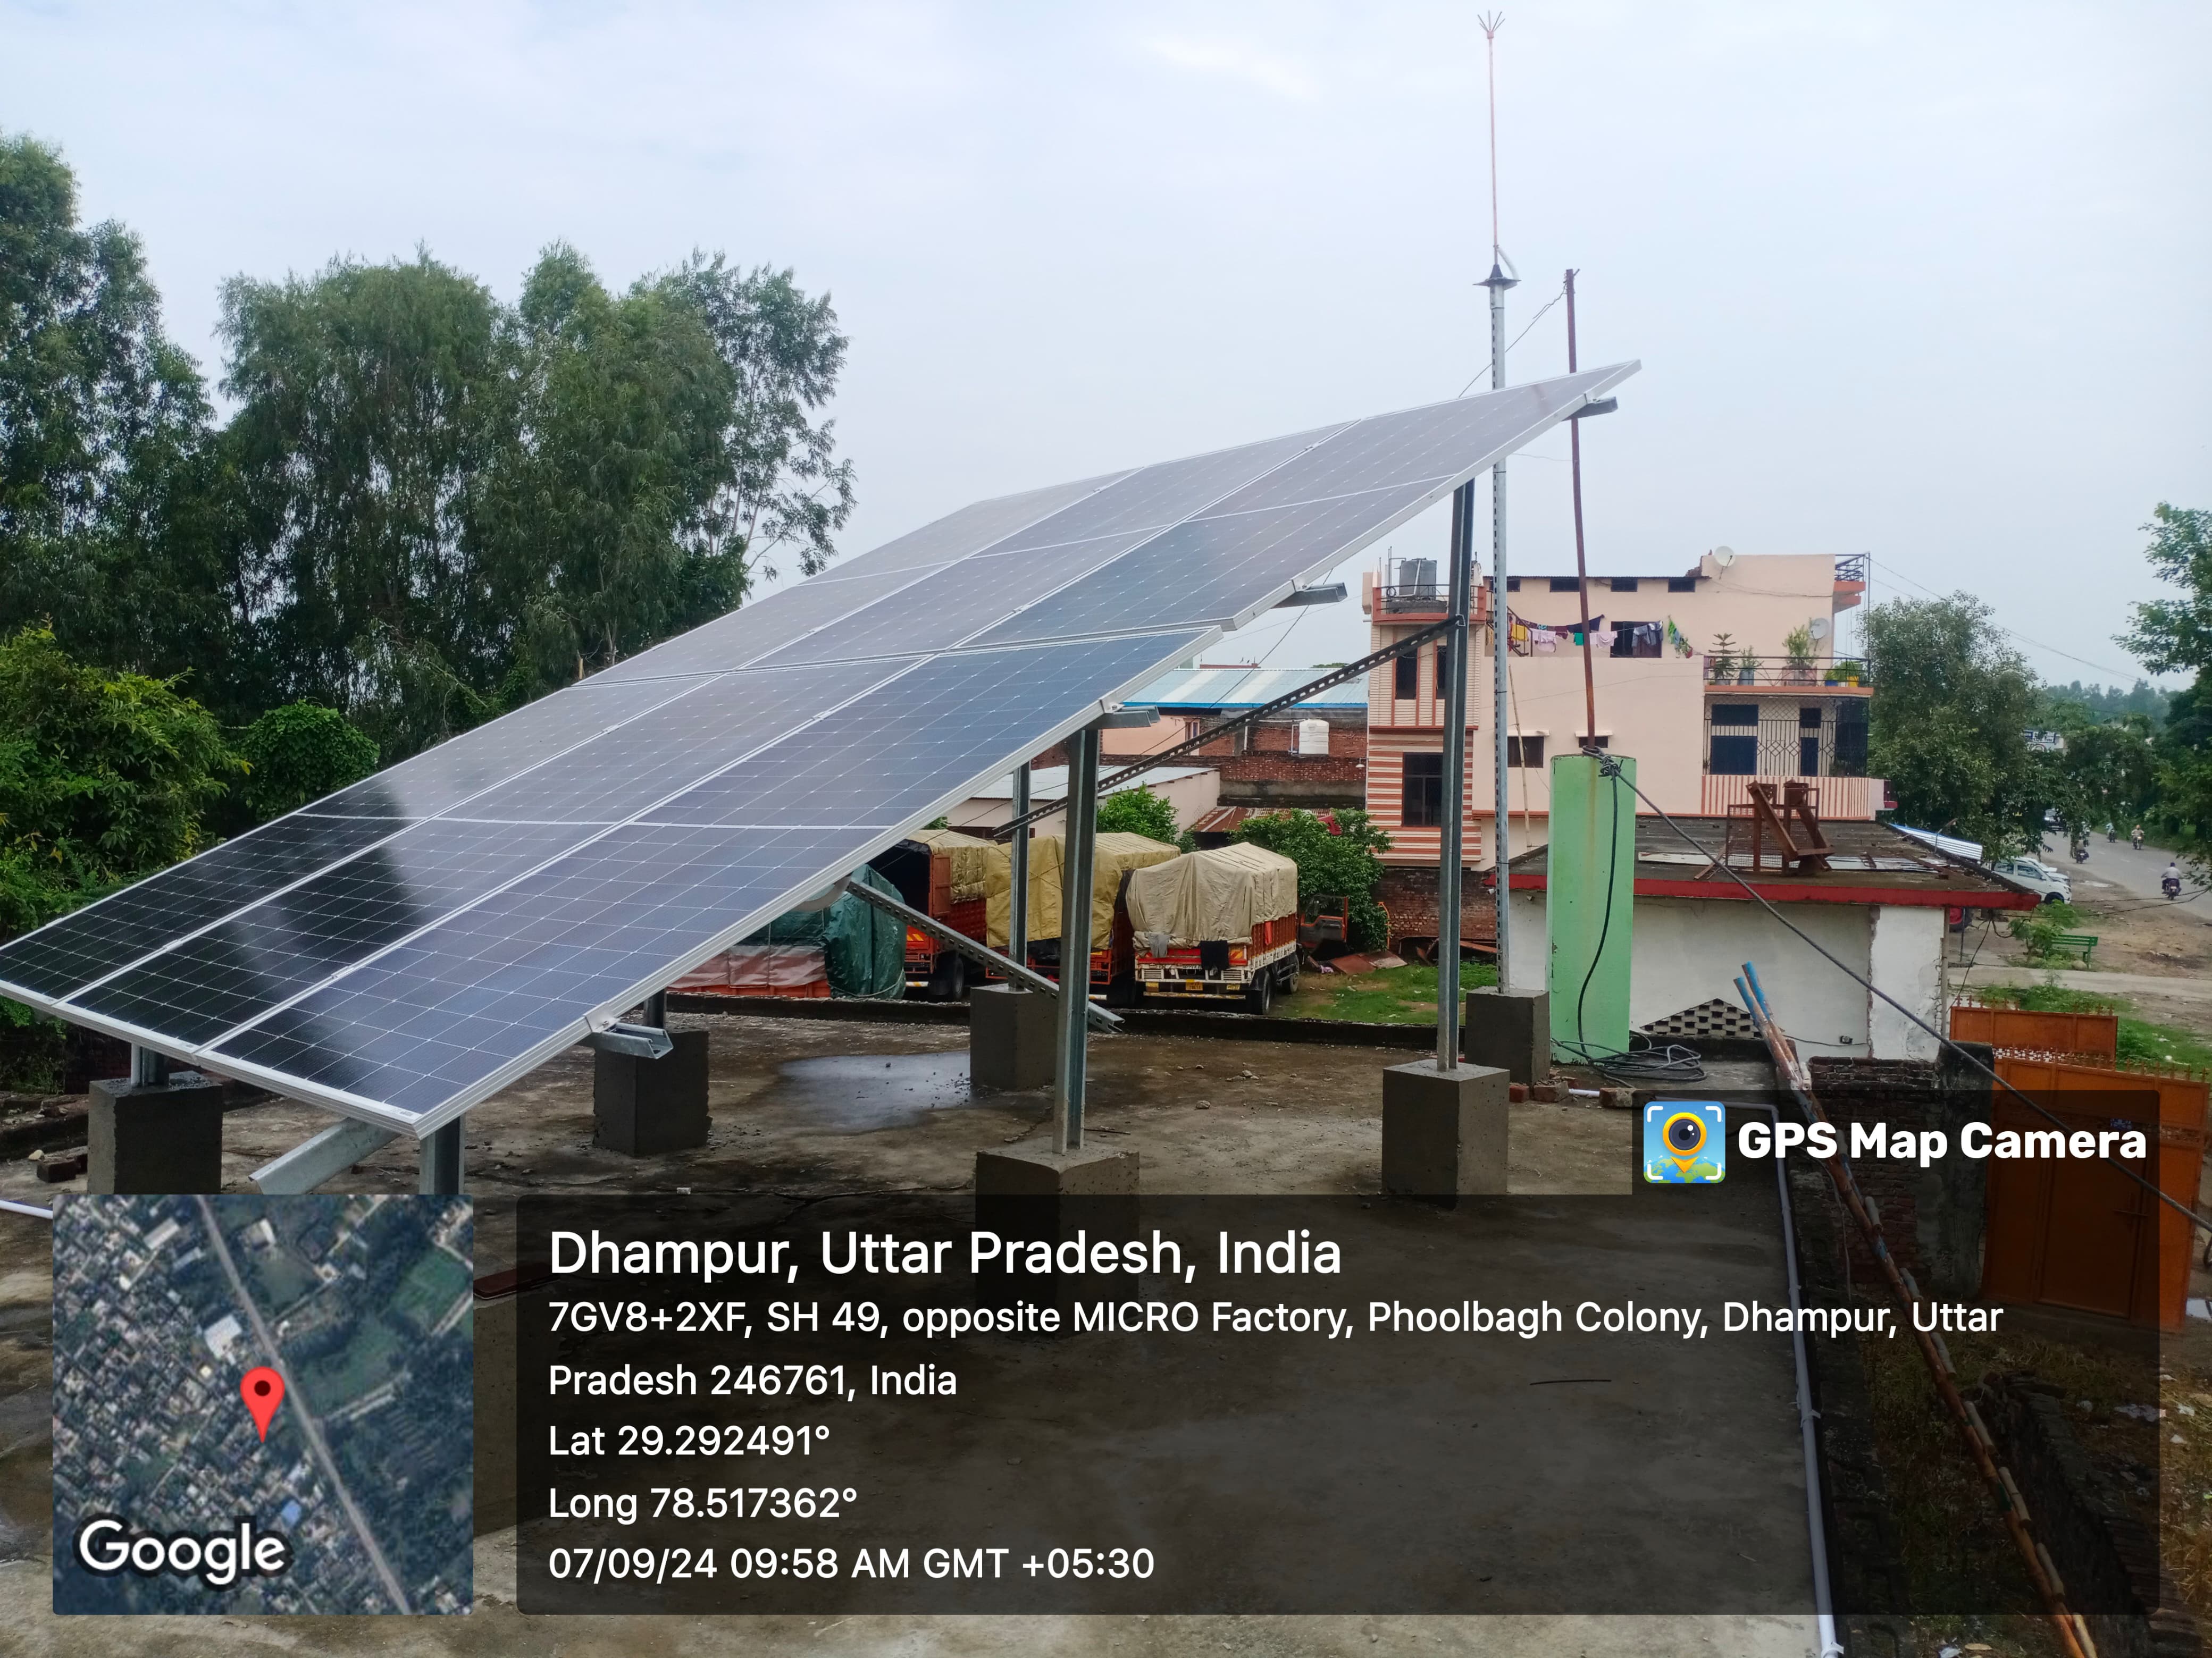 GPS Map Camera
Dhampur, Uttar Pradesh, India
7GV8+2XF, SH 49, opposite MICRO Factory, Phoolbagh Colony, Dhampur, Uttar
Pradesh 246761, India
Lat 29.292491°
Long 78.517362°
07/09/24 09:58 AM GMT +05:30
Google